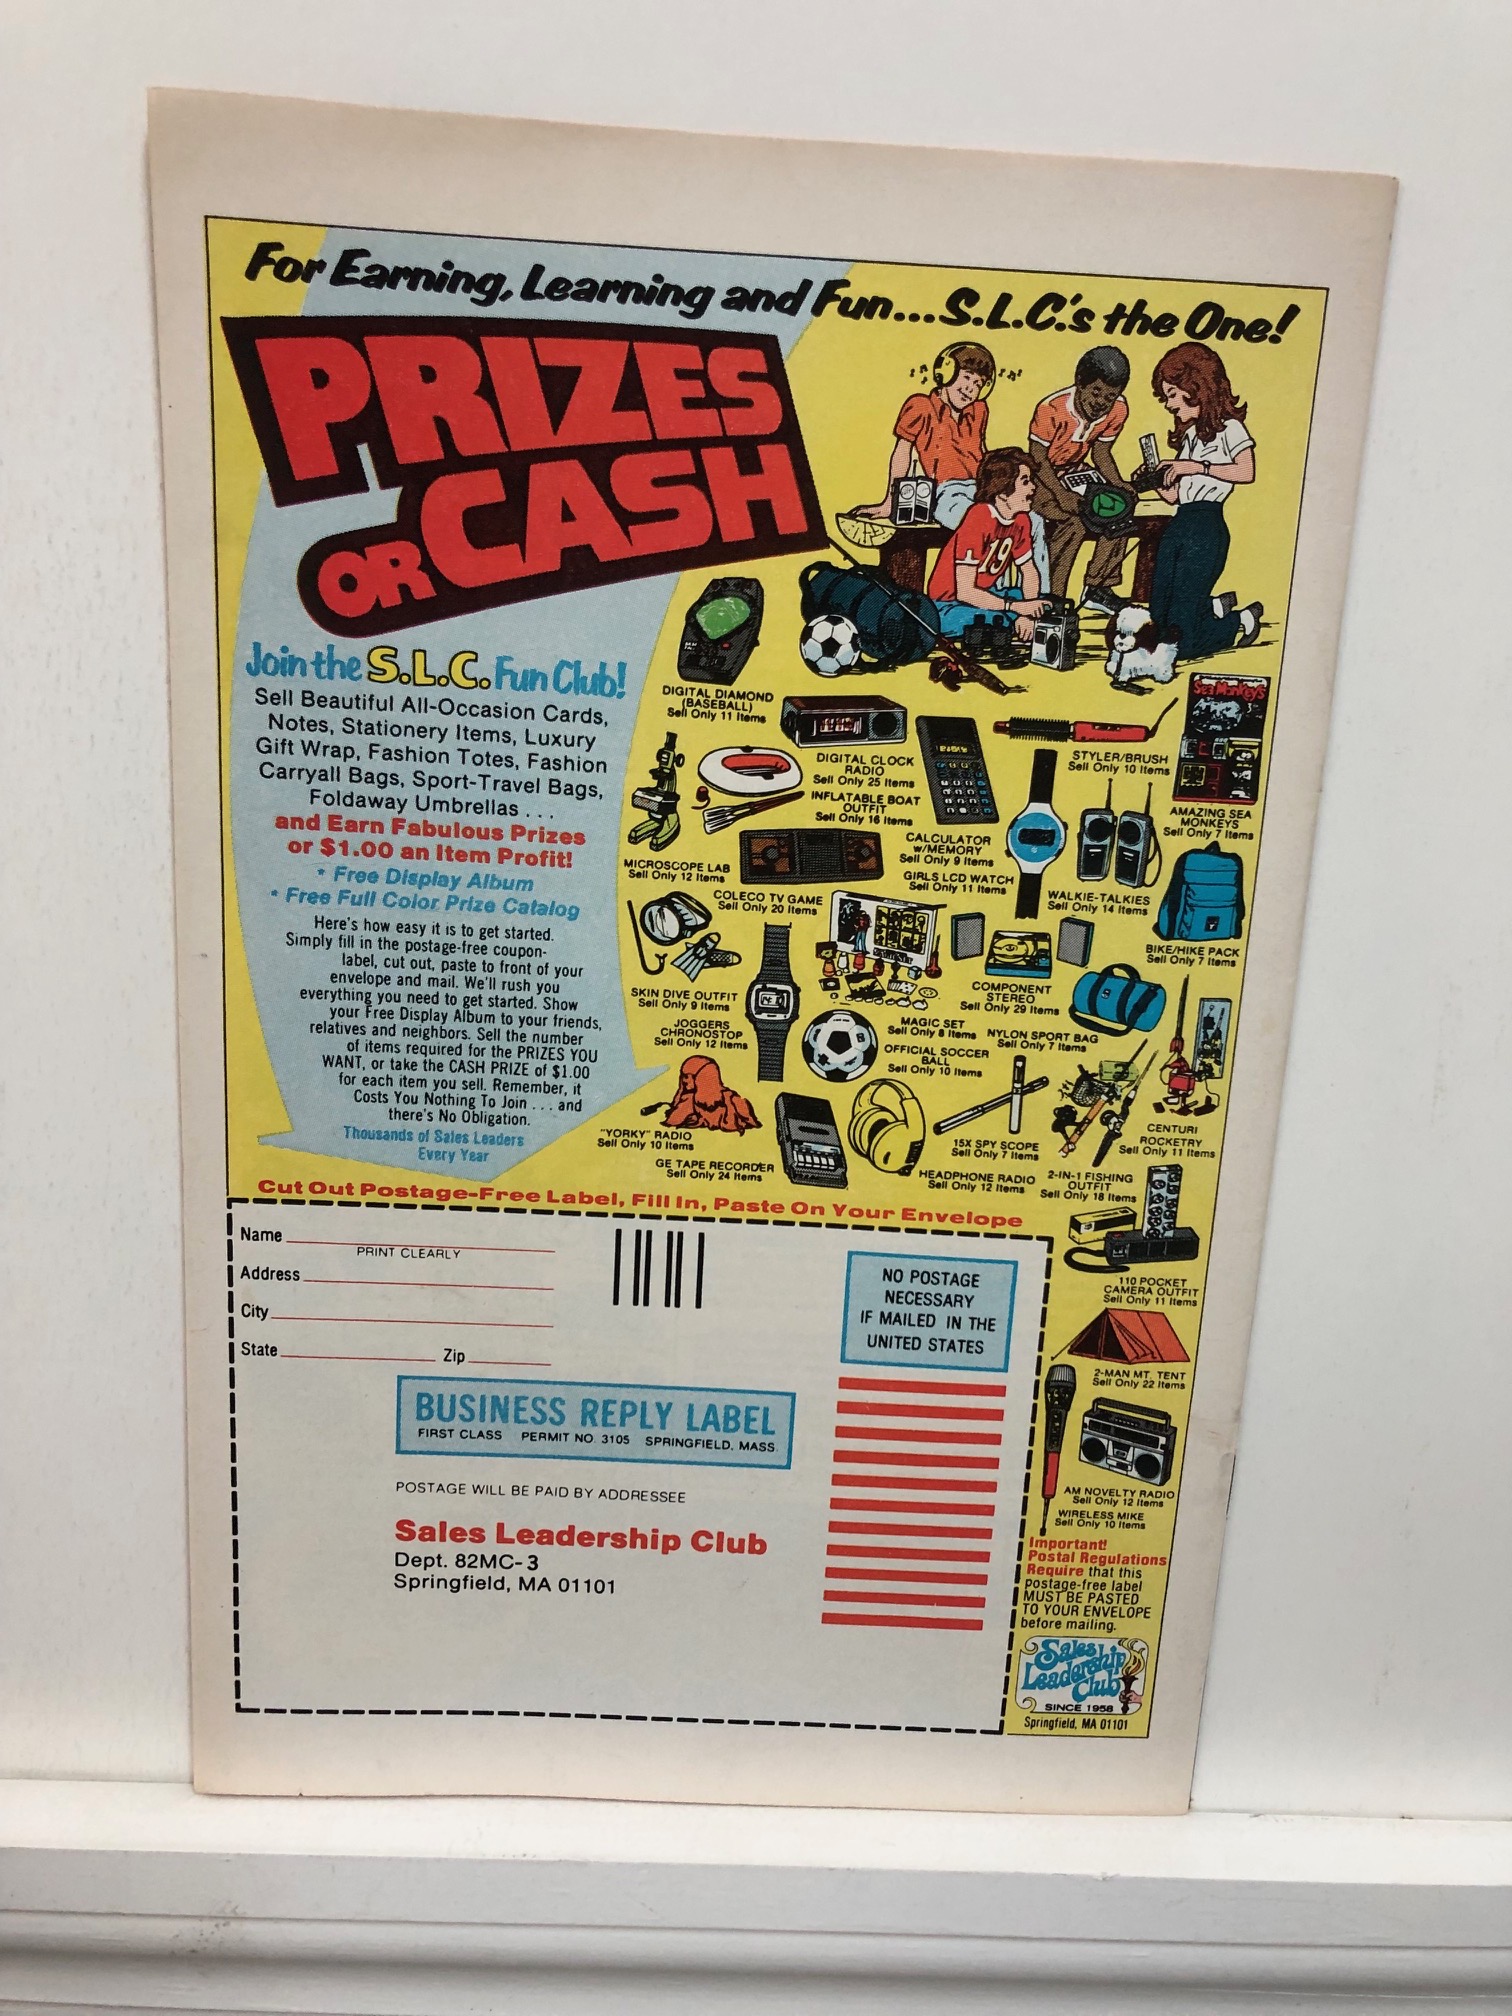 For Earning, Learning and Fun...S.L.C.'s the One!
PRIZES
OR CASH
Join the S.L.C. Fun Club!
Sell Beautiful All-Occasion Cards,
Notes, Stationery Items, Luxury
Gift Wrap, Fashion Totes, Fashion
Carryall Bags, Sport-Travel Bags,
Foldaway Umbrellas . . .
and Earn Fabulous Prizes
or $1.00 an Item Profit!
* Free Display Album
* Free Full Color Prize Catalog
Here's how easy it is to get started.
Simply fill in the postage-free coupon-
label, cut out, paste to front of your
envelope and mail. We'll rush you
everything you need to get started. Show
your Free Display Album to your friends,
relatives and neighbors. Sell the number
of items required for the PRIZES YOU
WANT, or take the CASH PRIZE of $1.00
for each item you sell. Remember, it
Costs You Nothing To Join . . . and
there's No Obligation.
Thousands of Sales Leaders
Every Year
19
DIGITAL DIAMOND
(BASEBALL)
Sell Only 11 Items
DIGITAL CLOCK
RADIO
Sell Only 25 Items
STYLER/BRUSH
Sell Only 10 Items
Sea Monkeys
AMAZING SEA
MONKEYS
Sell Only 7 Items
INFLATABLE BOAT
OUTFIT
Sell Only 16 Items
CALCULATOR
w/MEMORY
Sell Only 9 Items
MICROSCOPE LAB
Sell Only 12 Items
GIRLS LCD WATCH
Sell Only 11 Items
WALKIE-TALKIES
Sell Only 14 Items
COLECO TV GAME
Sell Only 20 Items
BIKE/HIKE PACK
Sell Only 7 Items
SKIN DIVE OUTFIT
Sell Only 9 Items
COMPONENT
STEREO
Sell Only 29 Items
JOGGERS
CHRONOSTOP
Sell Only 12 Items
MAGIC SET
Sell Only 8 Items
NYLON SPORT BAG
Sell Only 7 Items
OFFICIAL SOCCER
BALL
Sell Only 10 Items
"YORKY" RADIO
Sell Only 10 Items
15X SPY SCOPE
Sell Only 7 Items
CENTURI
ROCKETRY
Sell Only 11 Items
GE TAPE RECORDER
Sell Only 24 Items
HEADPHONE RADIO
Sell Only 12 Items
2-IN-1 FISHING
OUTFIT
Sell Only 18 Items
110 POCKET
CAMERA OUTFIT
Sell Only 11 Items
2-MAN MT. TENT
Sell Only 22 Items
AM NOVELTY RADIO
Sell Only 12 Items
WIRELESS MIKE
Sell Only 10 Items
Cut Out Postage-Free Label, Fill In, Paste On Your Envelope
Name
PRINT CLEARLY
Address
City
State Zip
NO POSTAGE
NECESSARY
IF MAILED IN THE
UNITED STATES
BUSINESS REPLY LABEL
FIRST CLASS PERMIT NO. 3105 SPRINGFIELD, MASS.
POSTAGE WILL BE PAID BY ADDRESSEE
Sales Leadership Club
Dept. 82MC-3
Springfield, MA 01101
Important!
Postal Regulations
Require that this
postage-free label
MUST BE PASTED
TO YOUR ENVELOPE
before mailing.
Sales
Leadership
Club
SINCE 1958
Springfield, MA 01101